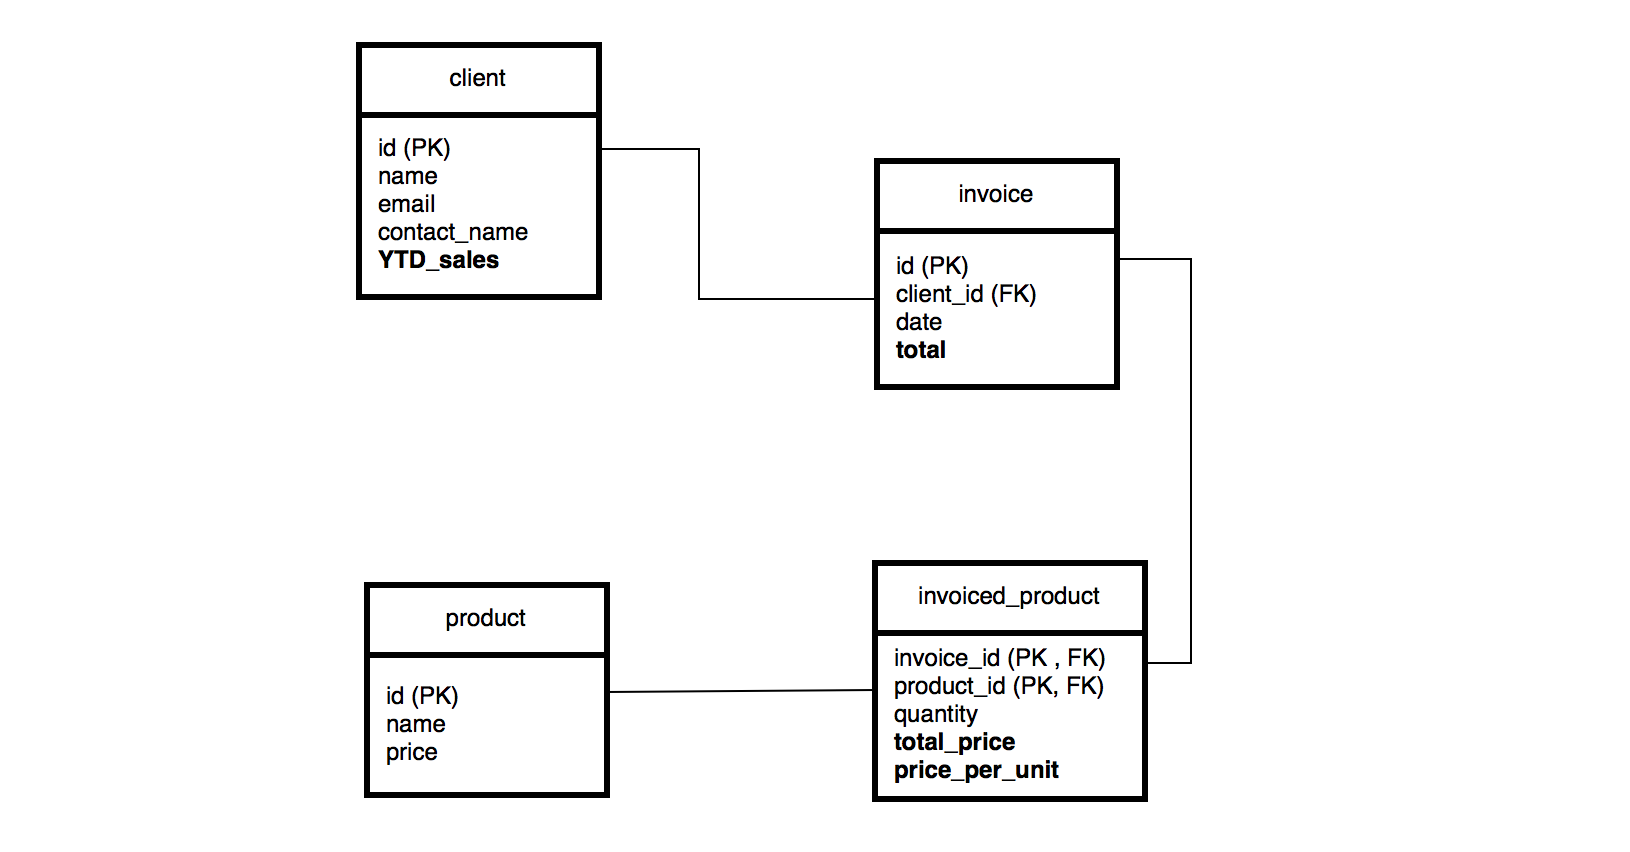 client
id (PK)
name
email
contact_name
YTD_sales
invoice
id (PK)
client_id (FK)
date
total
product
id (PK)
name
price
invoiced_product
invoice_id (PK , FK)
product_id (PK, FK)
quantity
total_price
price_per_unit